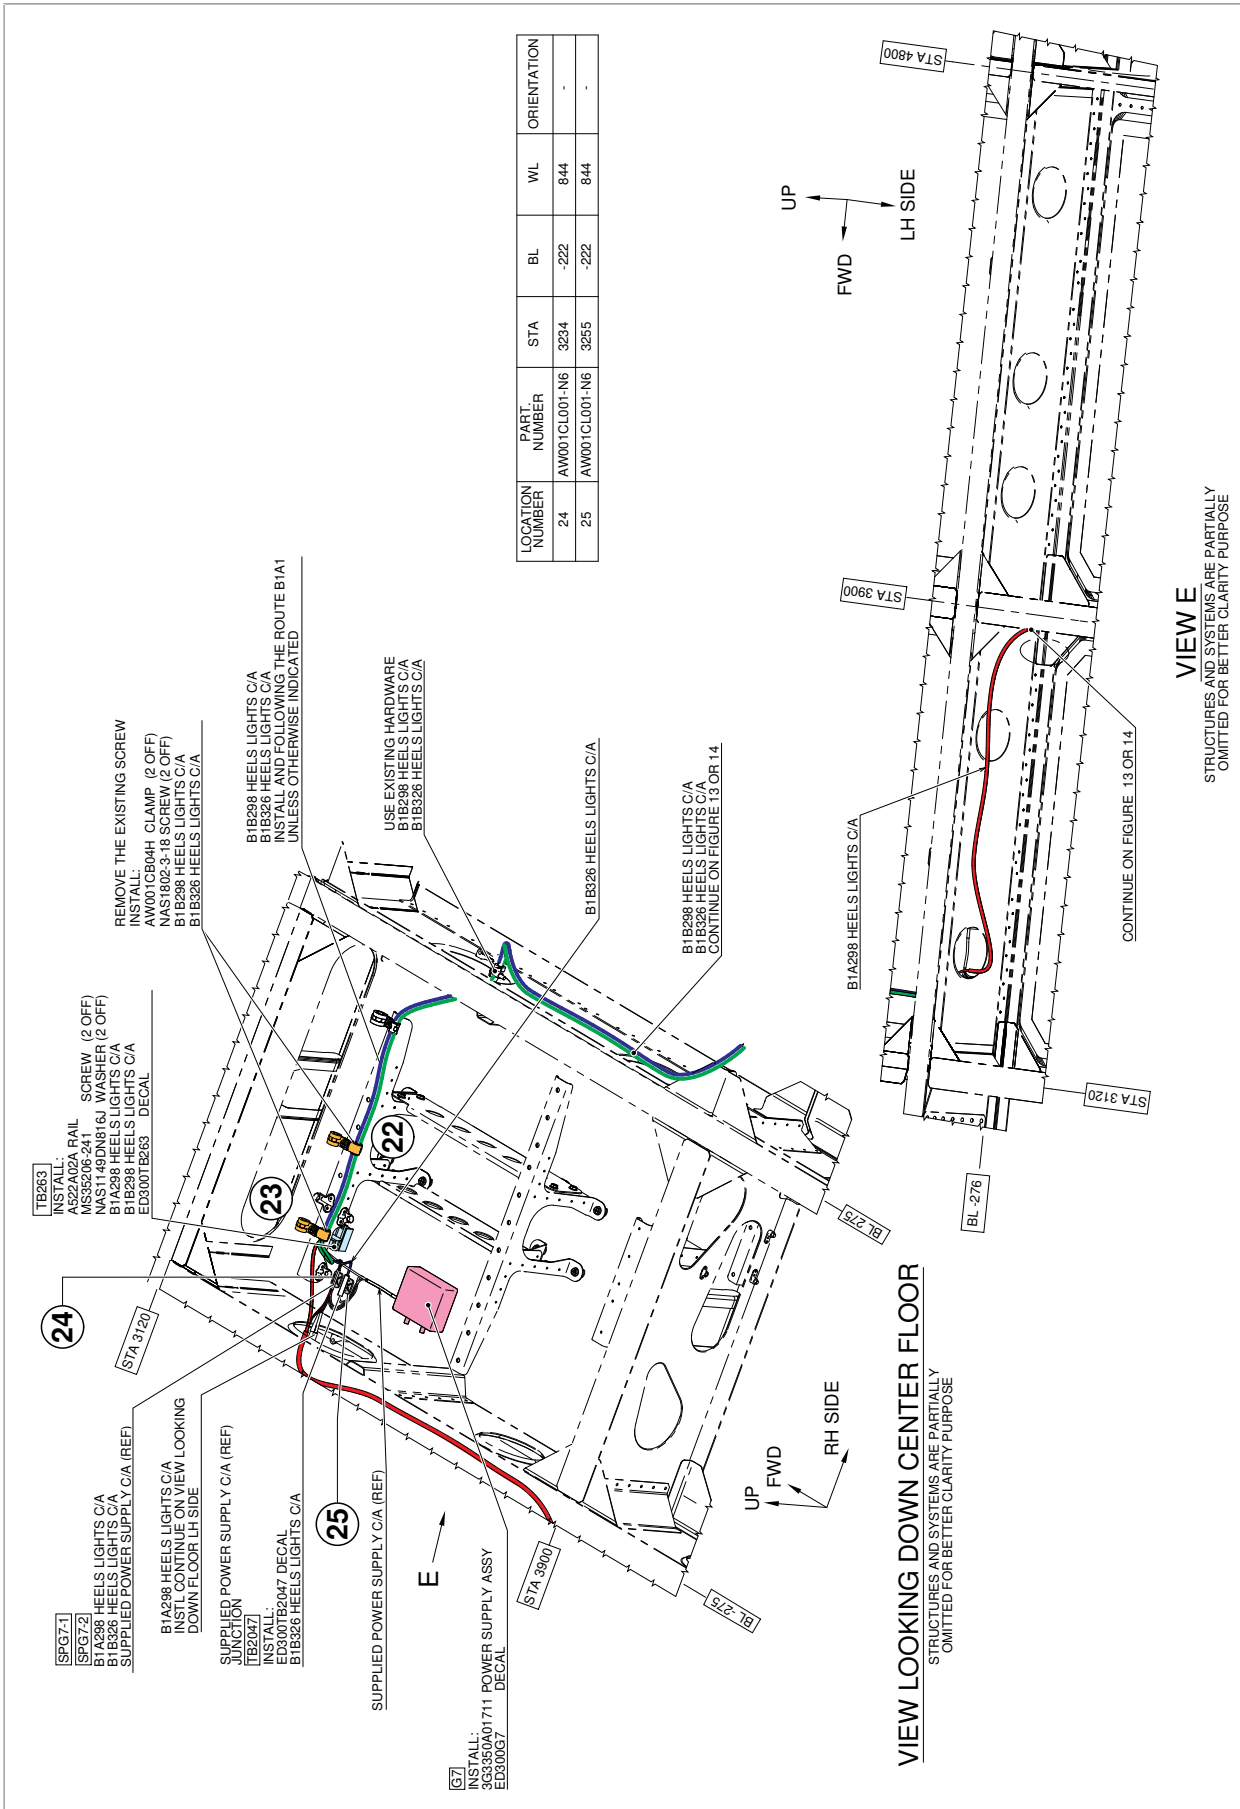 SPG7-1
SPG7-2
B1A298 HEELS LIGHTS C/A
B1B326 HEELS LIGHTS C/A
SUPPLIED POWER SUPPLY C/A (REF)
B1A298 HEELS LIGHTS C/A
INSTL CONTINUE ON VIEW LOOKING
DOWN FLOOR LH SIDE
SUPPLIED POWER SUPPLY C/A (REF)
JUNCTION
TB2047
INSTALL:
ED300TB2047 DECAL
B1B326 HEELS LIGHTS C/A
SUPPLIED POWER SUPPLY C/A (REF)
G7
INSTALL:
3G3350A01711 POWER SUPPLY ASSY
ED300G7 DECAL
24
25
23
22
TB263
INSTALL:
A522A02A RAIL
MS35206-241 SCREW (2 OFF)
NAS1149DN816J WASHER (2 OFF)
B1A298 HEELS LIGHTS C/A
B1B298 HEELS LIGHTS C/A
ED300TB263 DECAL
REMOVE THE EXISTING SCREW
INSTALL:
AW001CB04H CLAMP (2 OFF)
NAS1802-3-18 SCREW (2 OFF)
B1B298 HEELS LIGHTS C/A
B1B326 HEELS LIGHTS C/A
B1B298 HEELS LIGHTS C/A
B1B326 HEELS LIGHTS C/A
INSTALL AND FOLLOWING THE ROUTE B1A1
UNLESS OTHERWISE INDICATED
USE EXISTING HARDWARE
B1B298 HEELS LIGHTS C/A
B1B326 HEELS LIGHTS C/A
B1B326 HEELS LIGHTS C/A
B1B298 HEELS LIGHTS C/A
B1B326 HEELS LIGHTS C/A
CONTINUE ON FIGURE 13 OR 14
STA 3120
STA 3900
BL -275
BL 275
E
UP
FWD
RH SIDE
VIEW LOOKING DOWN CENTER FLOOR
STRUCTURES AND SYSTEMS ARE PARTIALLY
OMITTED FOR BETTER CLARITY PURPOSE
LOCATION NUMBER PART. NUMBER STA BL WL ORIENTATION
24 AW001CL001-N6 3234 -222 844 -
25 AW001CL001-N6 3255 -222 844 -
UP
FWD
LH SIDE
STA 4800
STA 3900
STA 3120
BL -276
B1A298 HEELS LIGHTS C/A
CONTINUE ON FIGURE 13 OR 14
VIEW E
STRUCTURES AND SYSTEMS ARE PARTIALLY
OMITTED FOR BETTER CLARITY PURPOSE